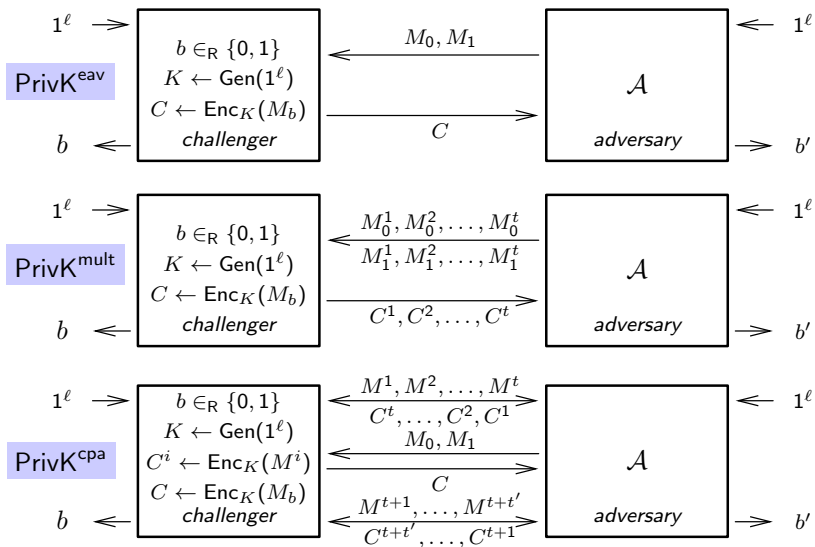 1^ℓ
b ∈_R {0, 1}
M_0, M_1
1^ℓ
PrivK^eav
K ← Gen(1^ℓ)
𝒜
C ← Enc_K(M_b)
C
b
challenger
adversary
b′
1^ℓ
b ∈_R {0, 1}
M_0^1, M_0^2, . . . , M_0^t
1^ℓ
PrivK^mult
K ← Gen(1^ℓ)
M_1^1, M_1^2, . . . , M_1^t
𝒜
C ← Enc_K(M_b)
b
challenger
C^1, C^2, . . . , C^t
adversary
b′
1^ℓ
b ∈_R {0, 1}
M^1, M^2, . . . , M^t
1^ℓ
K ← Gen(1^ℓ)
C^t, . . . , C^2, C^1
PrivK^cpa
C^i ← Enc_K(M^i)
M_0, M_1
𝒜
C ← Enc_K(M_b)
C
b
challenger
M^{t+1}, . . . , M^{t+t′}
C^{t+t′}, . . . , C^{t+1}
adversary
b′